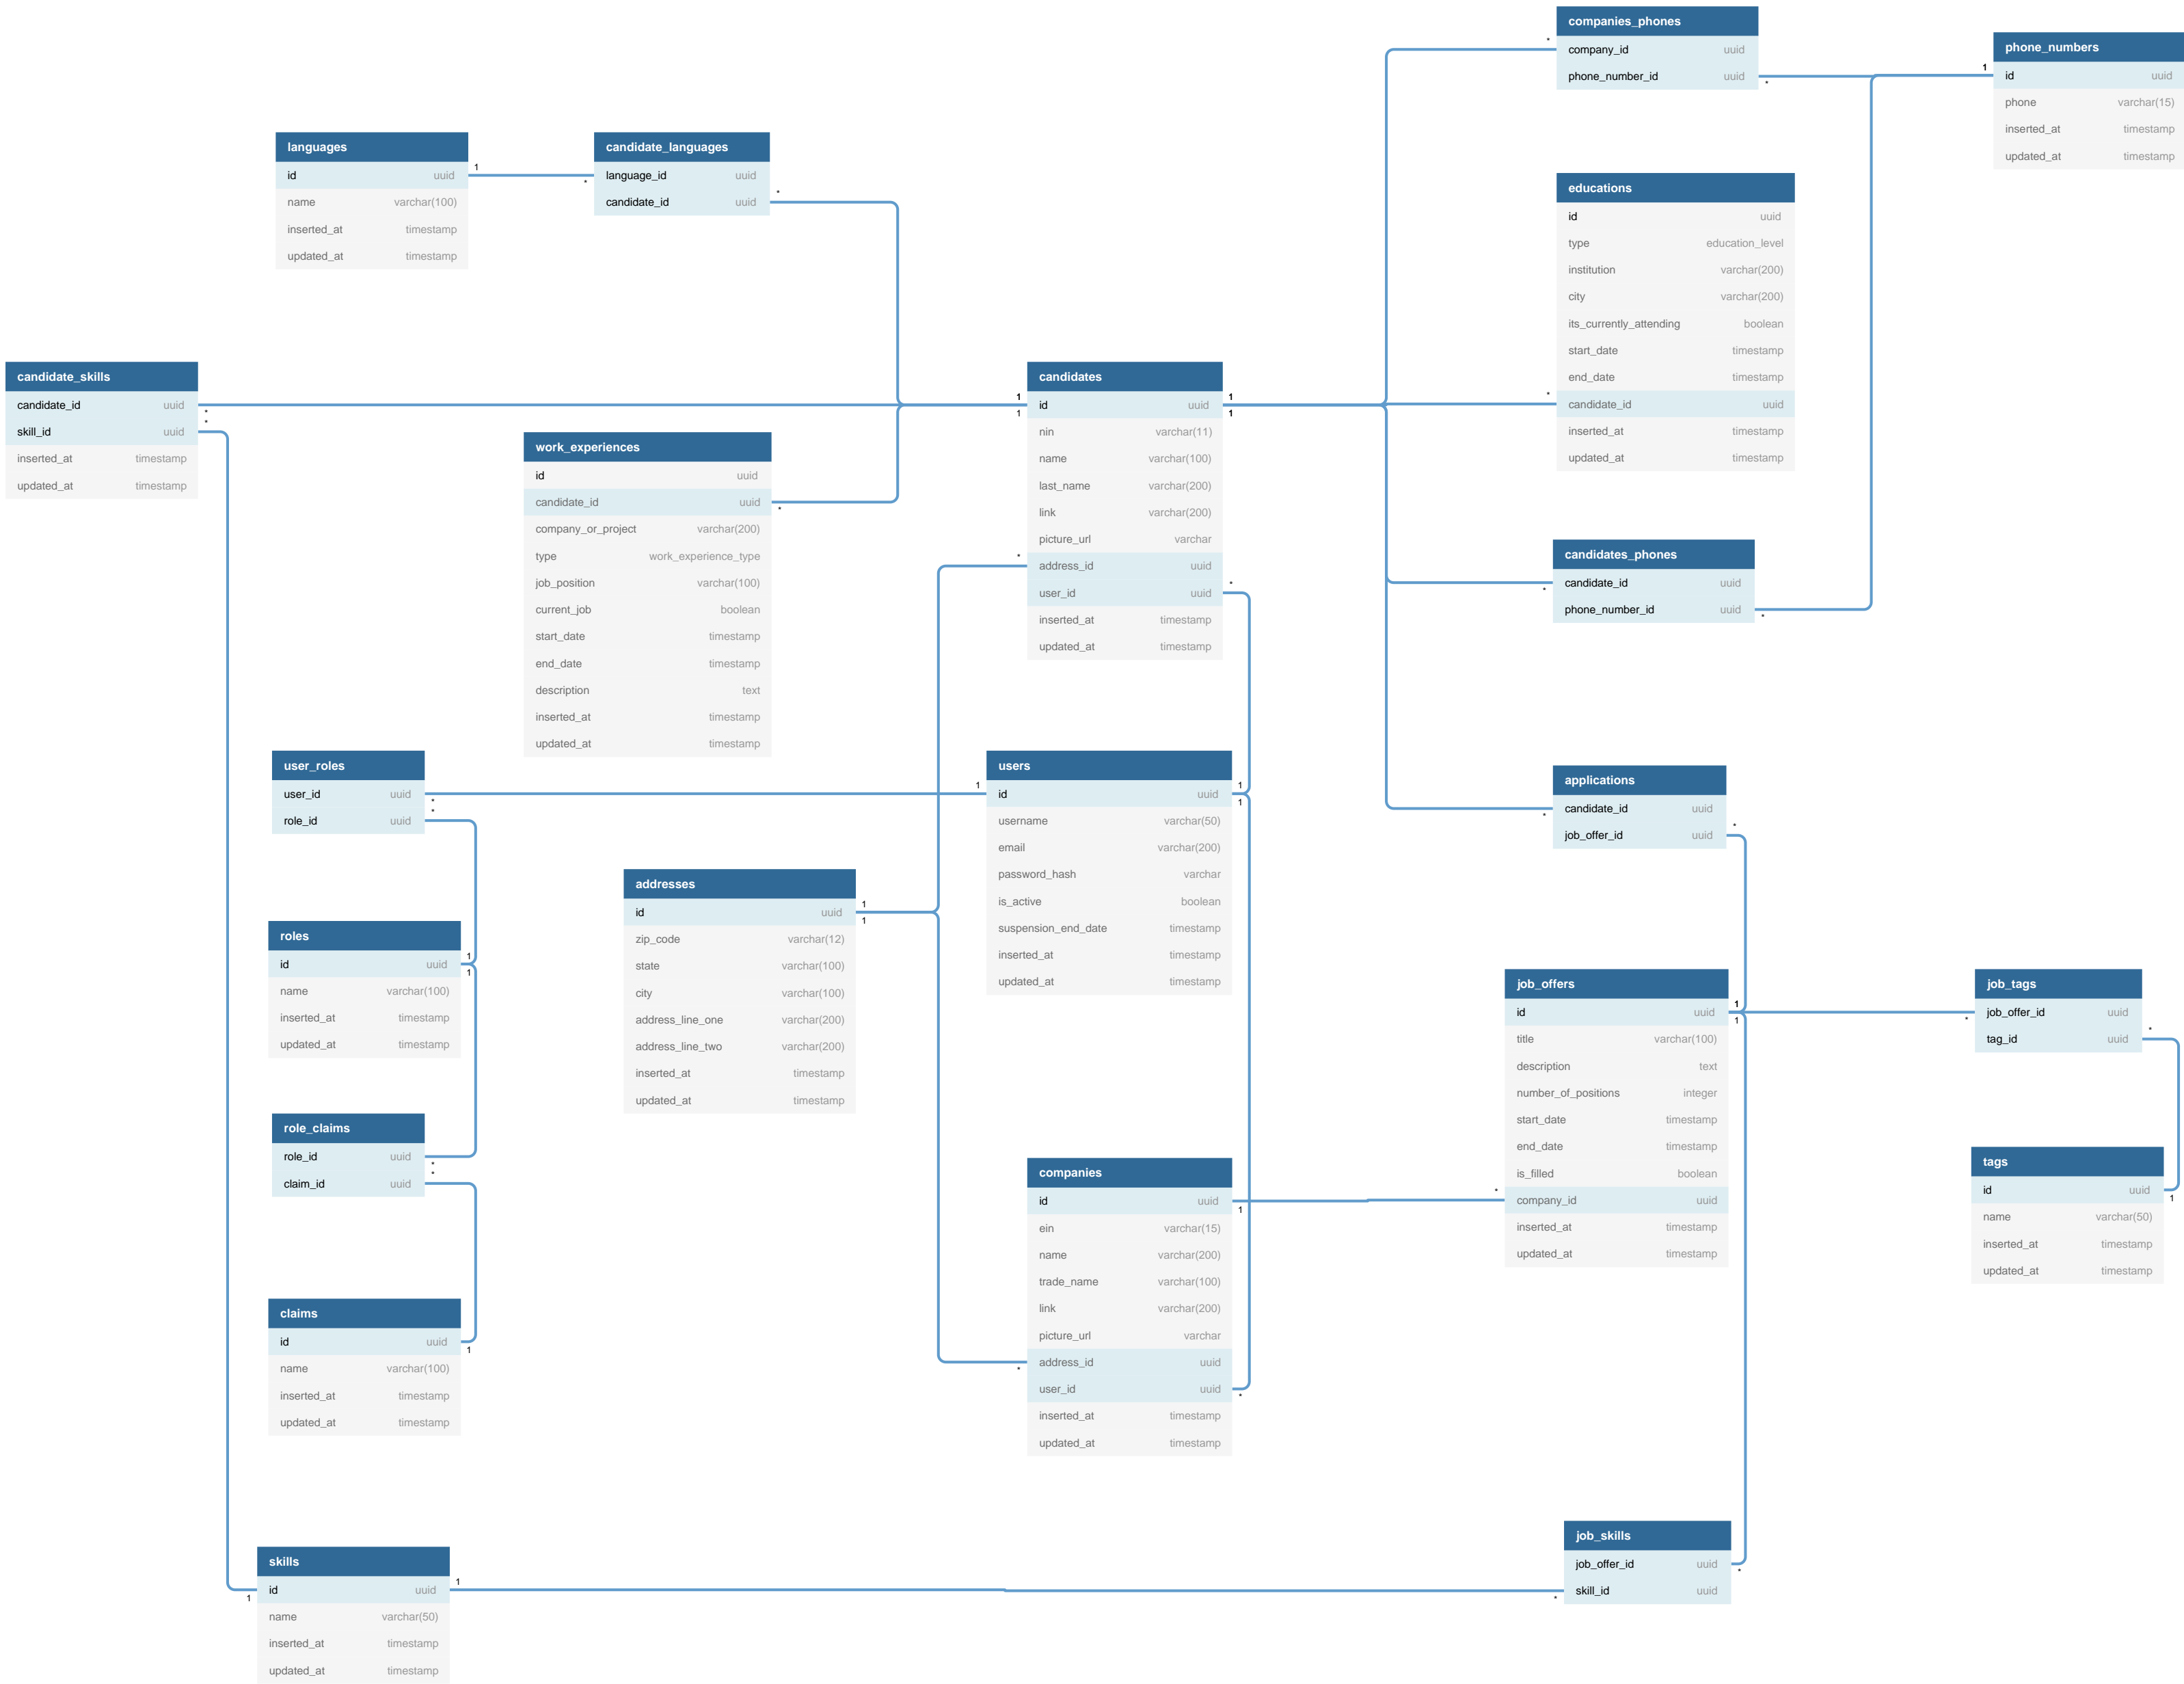 companies_phones
company_id uuid
phone_number_id uuid
phone_numbers
id uuid
phone varchar(15)
inserted_at timestamp
updated_at timestamp
languages
id uuid
name varchar(100)
inserted_at timestamp
updated_at timestamp
candidate_languages
language_id uuid
candidate_id uuid
educations
id uuid
type education_level
institution varchar(200)
city varchar(200)
its_currently_attending boolean
start_date timestamp
end_date timestamp
candidate_id uuid
inserted_at timestamp
updated_at timestamp
candidate_skills
candidate_id uuid
skill_id uuid
inserted_at timestamp
updated_at timestamp
work_experiences
id uuid
candidate_id uuid
company_or_project varchar(200)
type work_experience_type
job_position varchar(100)
current_job boolean
start_date timestamp
end_date timestamp
description text
inserted_at timestamp
updated_at timestamp
candidates
id uuid
nin varchar(11)
name varchar(100)
last_name varchar(200)
link varchar(200)
picture_url varchar
address_id uuid
user_id uuid
inserted_at timestamp
updated_at timestamp
candidates_phones
candidate_id uuid
phone_number_id uuid
user_roles
user_id uuid
role_id uuid
users
id uuid
username varchar(50)
email varchar(200)
password_hash varchar
is_active boolean
suspension_end_date timestamp
inserted_at timestamp
updated_at timestamp
applications
candidate_id uuid
job_offer_id uuid
addresses
id uuid
zip_code varchar(12)
state varchar(100)
city varchar(100)
address_line_one varchar(200)
address_line_two varchar(200)
inserted_at timestamp
updated_at timestamp
roles
id uuid
name varchar(100)
inserted_at timestamp
updated_at timestamp
job_offers
id uuid
title varchar(100)
description text
number_of_positions integer
start_date timestamp
end_date timestamp
is_filled boolean
company_id uuid
inserted_at timestamp
updated_at timestamp
job_tags
job_offer_id uuid
tag_id uuid
role_claims
role_id uuid
claim_id uuid
companies
id uuid
ein varchar(15)
name varchar(200)
trade_name varchar(100)
link varchar(200)
picture_url varchar
address_id uuid
user_id uuid
inserted_at timestamp
updated_at timestamp
tags
id uuid
name varchar(50)
inserted_at timestamp
updated_at timestamp
claims
id uuid
name varchar(100)
inserted_at timestamp
updated_at timestamp
job_skills
job_offer_id uuid
skill_id uuid
skills
id uuid
name varchar(50)
inserted_at timestamp
updated_at timestamp